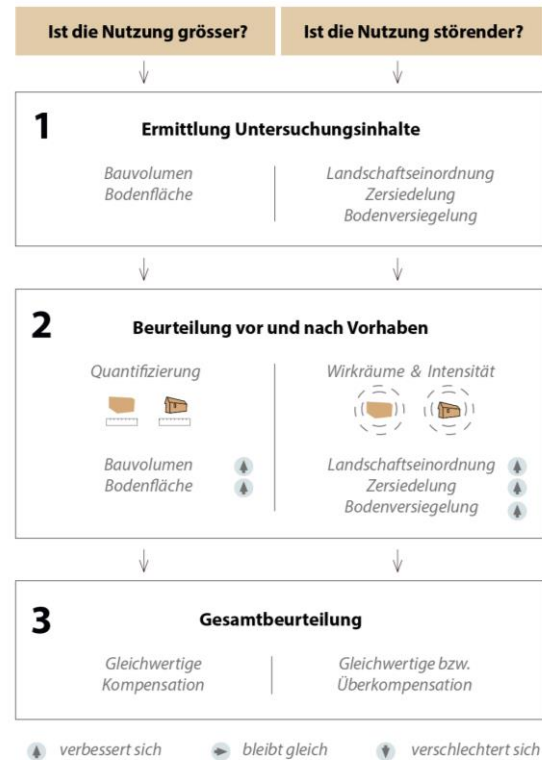 Ist die Nutzung grösser?
Ist die Nutzung störender?
1
Ermittlung Untersuchungsinhalte
Bauvolumen
Bodenfläche
Landschaftseinordnung
Zersiedelung
Bodenversiegelung
2
Beurteilung vor und nach Vorhaben
Quantifizierung
Bauvolumen
Bodenfläche
Wirkräume & Intensität
Landschaftseinordnung
Zersiedelung
Bodenversiegelung
3
Gesamtbeurteilung
Gleichwertige
Kompensation
Gleichwertige bzw.
Überkompensation
verbessert sich
bleibt gleich
verschlechtert sich